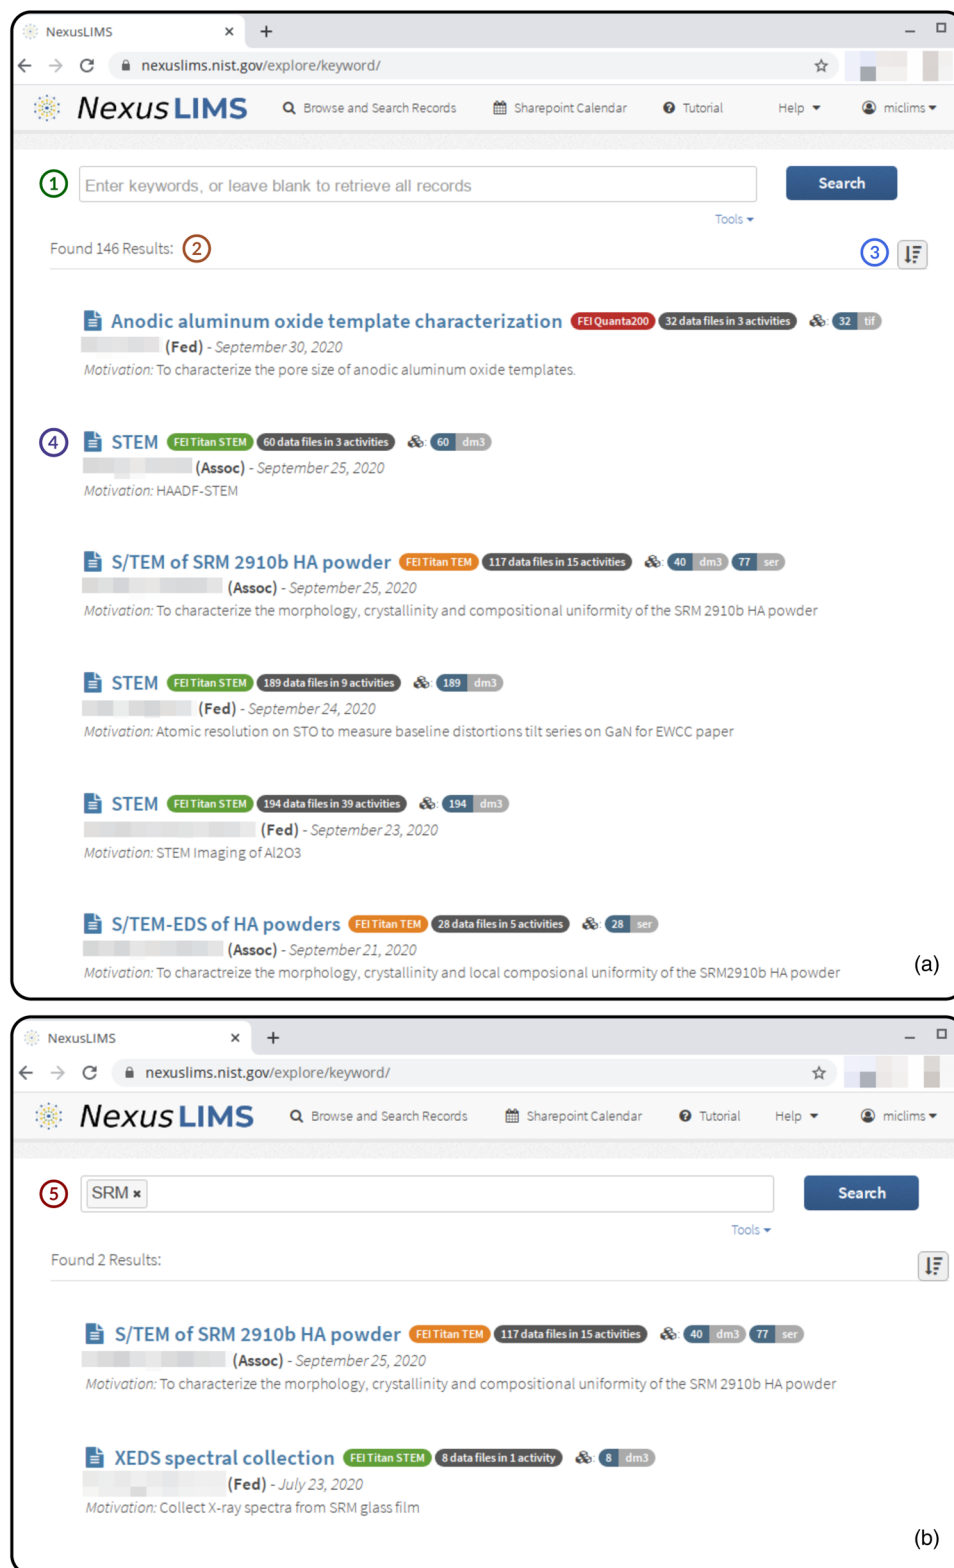 NexusLIMS × +
nexuslims.nist.gov/explore/keyword/
NexusLIMS Browse and Search Records Sharepoint Calendar Tutorial Help miclims
1 Enter keywords, or leave blank to retrieve all records Search
Tools
Found 146 Results: 2 3
Anodic aluminum oxide template characterization FEI Quanta200 32 data files in 3 activities : 32 tif
(Fed) - September 30, 2020
Motivation: To characterize the pore size of anodic aluminum oxide templates.
4 STEM FEI Titan STEM 60 data files in 3 activities : 60 dm3
(Assoc) - September 25, 2020
Motivation: HAADF-STEM
S/TEM of SRM 2910b HA powder FEI Titan TEM 117 data files in 15 activities : 40 dm3 77 ser
(Assoc) - September 25, 2020
Motivation: To characterize the morphology, crystallinity and compositional uniformity of the SRM 2910b HA powder
STEM FEI Titan STEM 189 data files in 9 activities : 189 dm3
(Fed) - September 24, 2020
Motivation: Atomic resolution on STO to measure baseline distortions tilt series on GaN for EWCC paper
STEM FEI Titan STEM 194 data files in 39 activities : 194 dm3
(Fed) - September 23, 2020
Motivation: STEM Imaging of Al2O3
S/TEM-EDS of HA powders FEI Titan TEM 28 data files in 5 activities : 28 ser
(Assoc) - September 21, 2020
Motivation: To charactreize the morphology, crystallinity and local composional uniformity of the SRM2910b HA powder
(a)
NexusLIMS × +
nexuslims.nist.gov/explore/keyword/
NexusLIMS Browse and Search Records Sharepoint Calendar Tutorial Help miclims
5 SRM × Search
Tools
Found 2 Results:
S/TEM of SRM 2910b HA powder FEI Titan TEM 117 data files in 15 activities : 40 dm3 77 ser
(Assoc) - September 25, 2020
Motivation: To characterize the morphology, crystallinity and compositional uniformity of the SRM 2910b HA powder
XEDS spectral collection FEI Titan STEM 8 data files in 1 activity : 8 dm3
(Fed) - July 23, 2020
Motivation: Collect X-ray spectra from SRM glass film
(b)